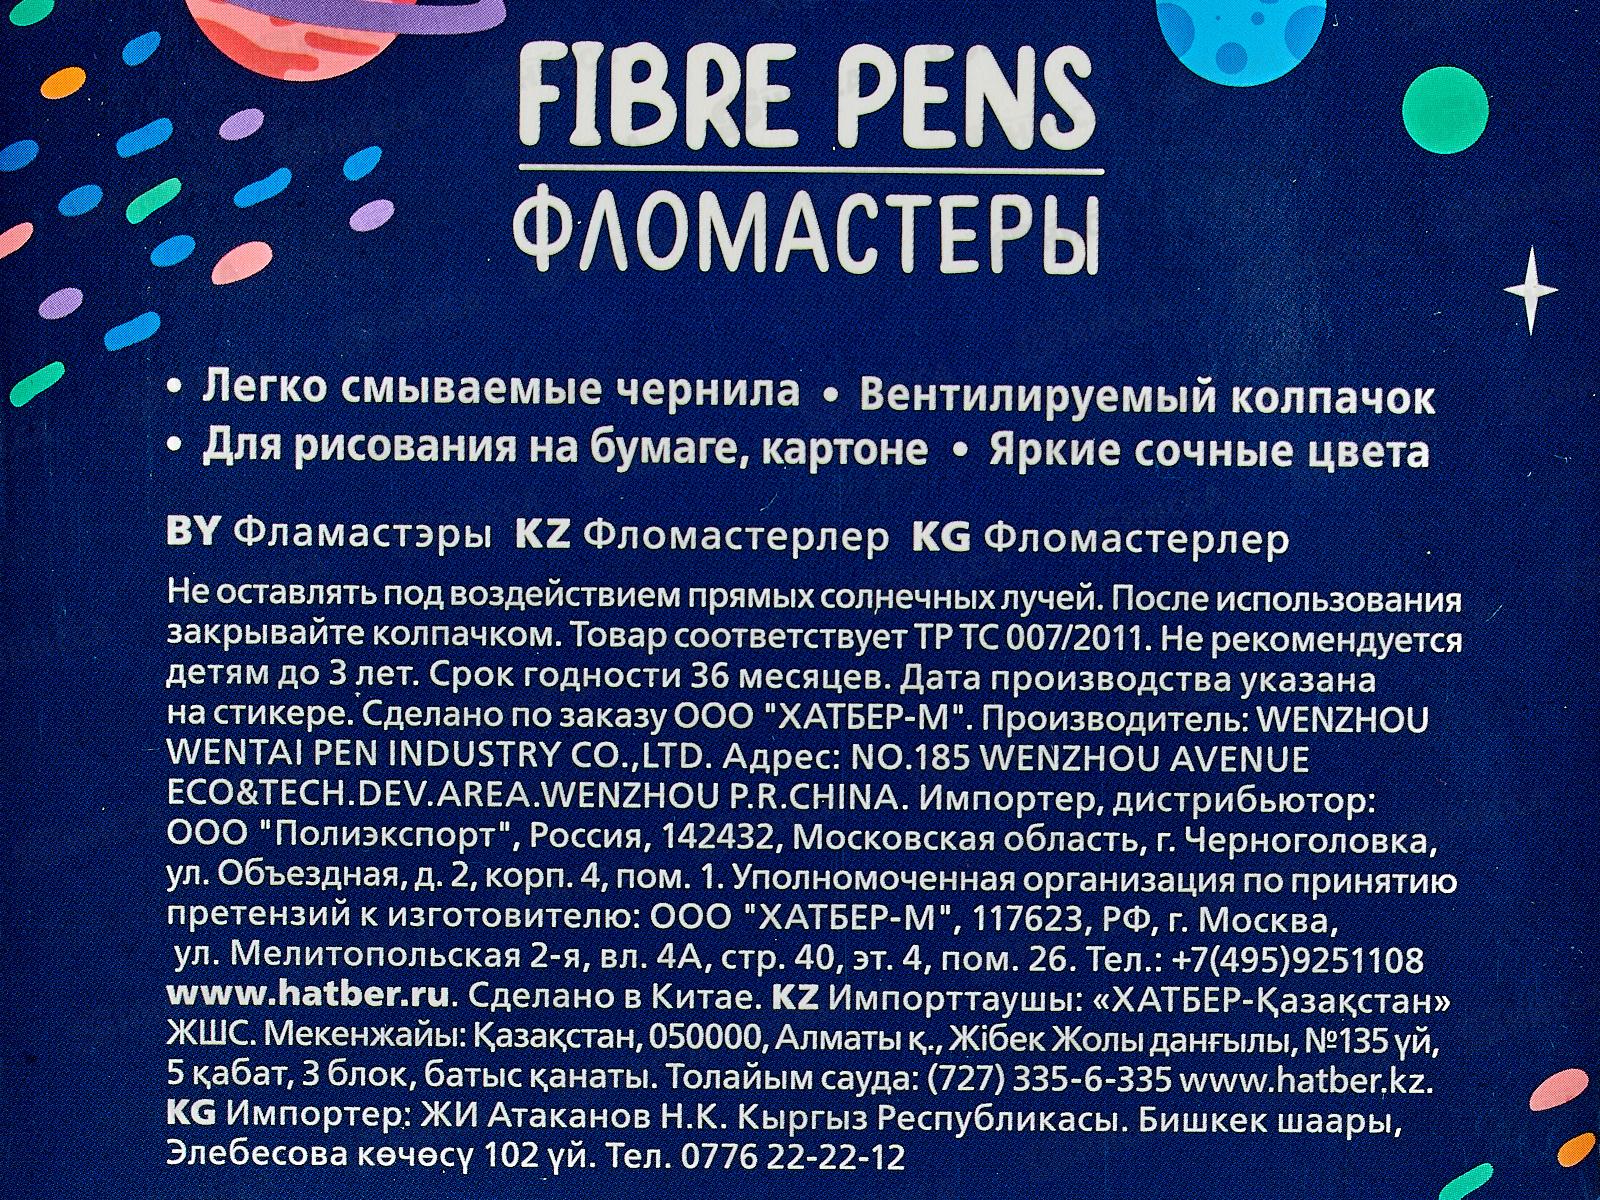 FIBRE PENS
ФЛОМАСТЕРЫ
• Легко смываемые чернила • Вентилируемый колпачок
• Для рисования на бумаге, картоне • Яркие сочные цвета
BY Фламастэры KZ Фломастерлер KG Фломастерлер
Не оставлять под воздействием прямых солнечных лучей. После использования
закрывайте колпачком. Товар соответствует ТР ТС 007/2011. Не рекомендуется
детям до 3 лет. Срок годности 36 месяцев. Дата производства указана
на стикере. Сделано по заказу ООО "ХАТБЕР-М". Производитель: WENZHOU
WENTAI PEN INDUSTRY CO.,LTD. Адрес: NO.185 WENZHOU AVENUE
ECO&TECH.DEV.AREA.WENZHOU P.R.CHINA. Импортер, дистрибьютор:
ООО "Полиэкспорт", Россия, 142432, Московская область, г. Черноголовка,
ул. Объездная, д. 2, корп. 4, пом. 1. Уполномоченная организация по принятию
претензий к изготовителю: ООО "ХАТБЕР-М", 117623, РФ, г. Москва,
ул. Мелитопольская 2-я, вл. 4А, стр. 40, эт. 4, пом. 26. Тел.: +7(495)9251108
www.hatber.ru. Сделано в Китае. KZ Импорттаушы: «ХАТБЕР-Қазақстан»
ЖШС. Мекенжайы: Қазақстан, 050000, Алматы қ., Жібек Жолы данғылы, №135 үй,
5 қабат, 3 блок, батыс қанаты. Толайым сауда: (727) 335-6-335 www.hatber.kz.
KG Импортер: ЖИ Атаканов Н.К. Кыргыз Республикасы. Бишкек шаары,
Элебесова көчөсү 102 үй. Тел. 0776 22-22-12